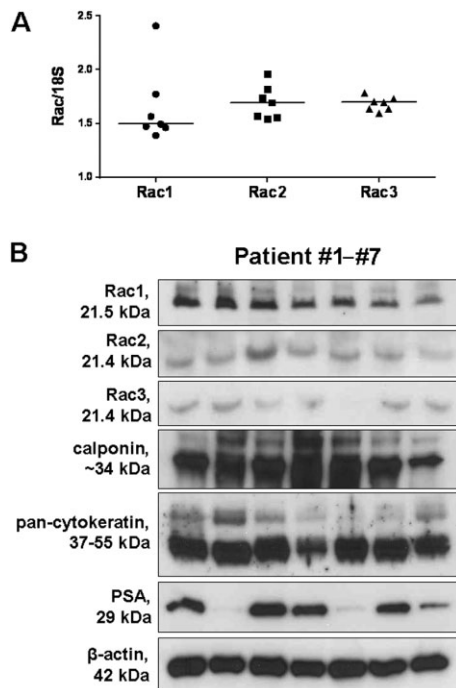 A
Rac/18S
2.5
2.0
1.5
1.0
Rac1
Rac2
Rac3
B
Patient #1–#7
Rac1,
21.5 kDa
Rac2,
21.4 kDa
Rac3,
21.4 kDa
calponin,
~34 kDa
pan-cytokeratin,
37-55 kDa
PSA,
29 kDa
β-actin,
42 kDa